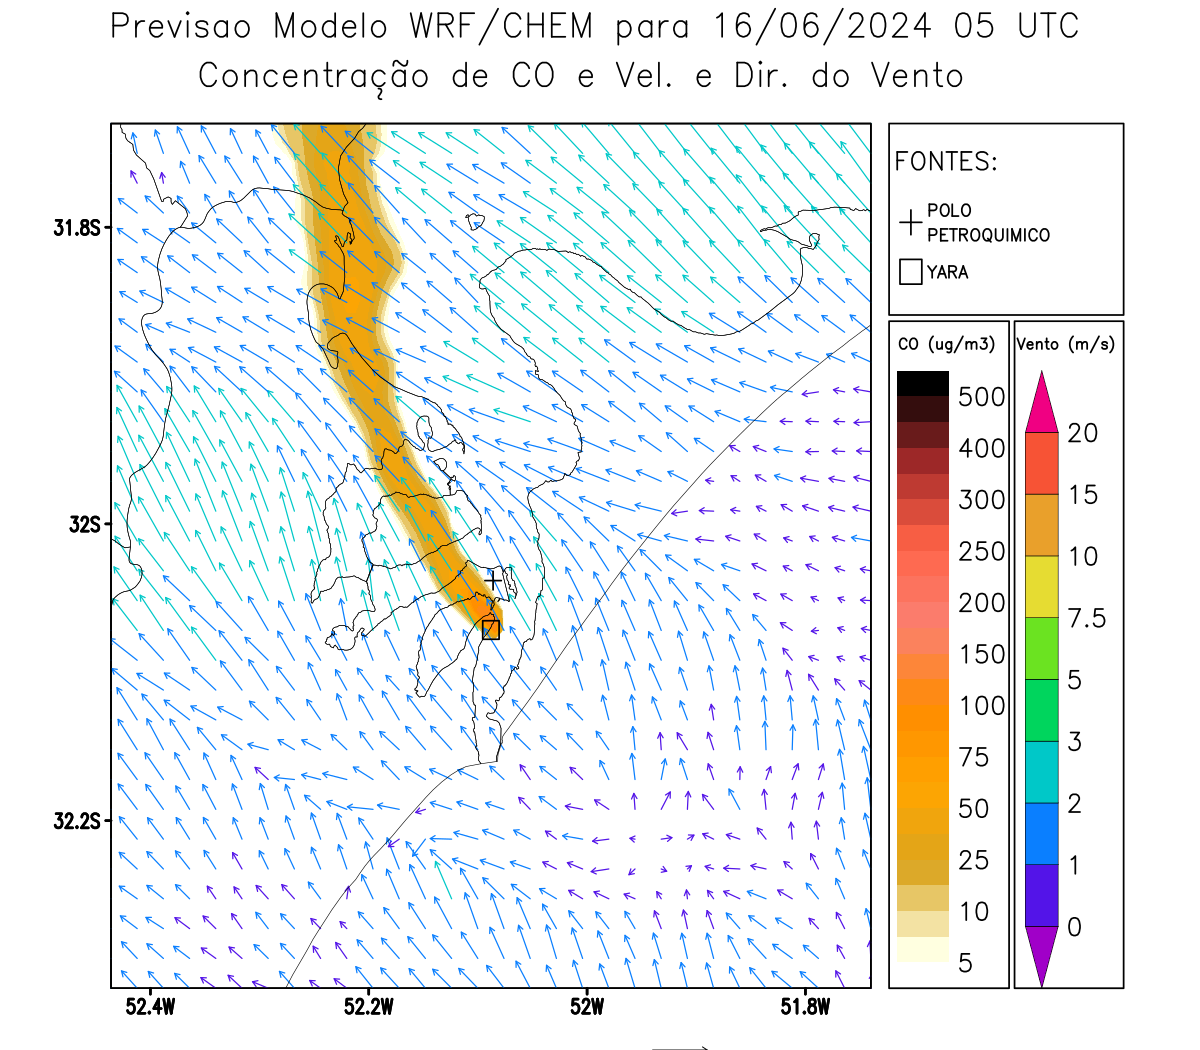 Previsao Modelo WRF/CHEM para 16/06/2024 05 UTC
Concentração de CO e Vel. e Dir. do Vento
FONTES:
POLO
PETROQUIMICO
YARA
CO (ug/m3)
500
400
300
250
200
150
100
75
50
25
10
5
Vento (m/s)
20
15
10
7.5
5
3
2
1
0
31.8S
32S
32.2S
52.4W
52.2W
52W
51.8W